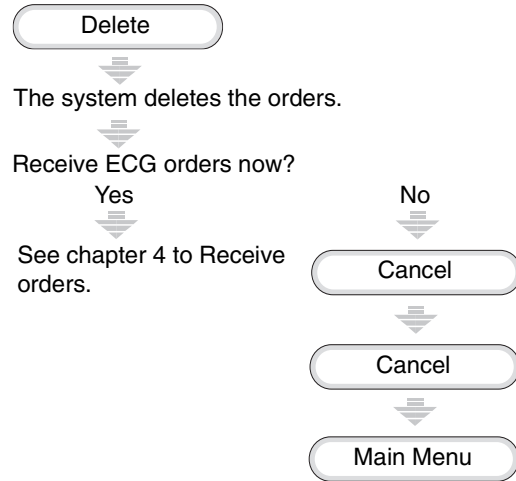 Delete
The system deletes the orders.
Receive ECG orders now?
Yes
No
See chapter 4 to Receive
orders.
Cancel
Cancel
Main Menu